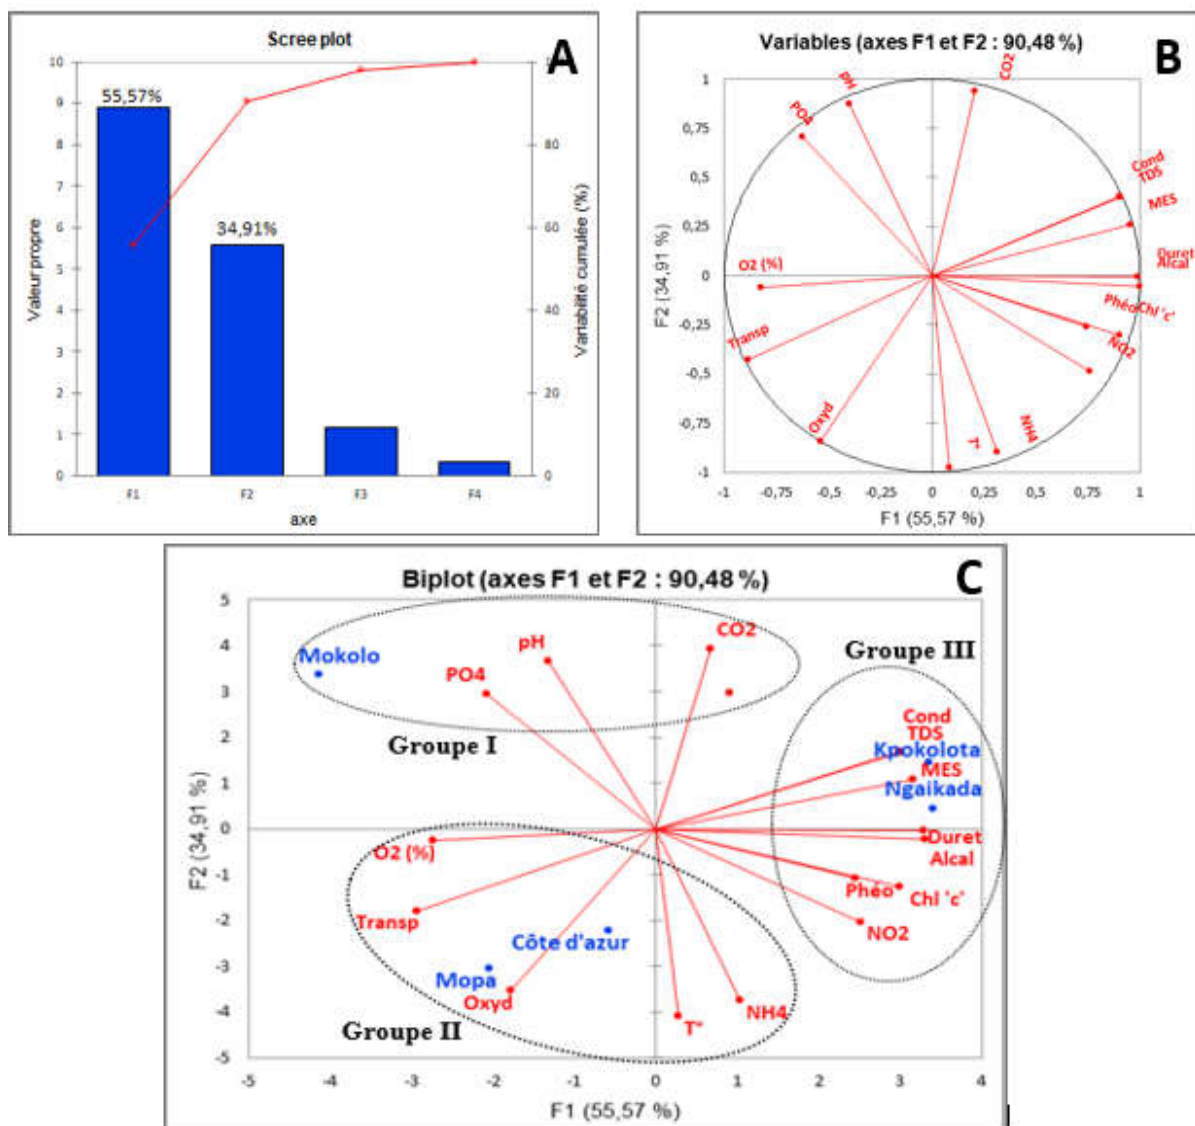 Scree plot
A
10
9
8
7
6
5
4
3
2
1
0
Valeur propre
55,57%
34,91%
80
60
40
20
0
Variabilité cumulée (%)
F1 F2 F3 F4
axe
Variables (axes F1 et F2 : 90,48 %)
B
1
0,75
0,5
0,25
0
-0,25
-0,5
-0,75
-1
F2 (34,91 %)
CO2
pH
PO4
Cond
TDS
MES
Duret
Alcal
O2 (%)
Phéo Chl 'c'
Transp
NO2
Oxyd
T°
NH4
-1 -0,75 -0,5 -0,25 0 0,25 0,5 0,75 1
F1 (55,57 %)
Biplot (axes F1 et F2 : 90,48 %)
C
5
4
3
2
1
0
-1
-2
-3
-4
-5
F2 (34,91 %)
CO2
pH
Mokolo
PO4
Groupe I
Groupe III
Cond
TDS
Kpokolota
MES
Ngaikada
Duret
Alcal
O2 (%)
Phéo
Chl 'c'
Transp
NO2
Côte d'azur
Mopa
Oxyd
NH4
T°
Groupe II
-5 -4 -3 -2 -1 0 1 2 3 4
F1 (55,57 %)